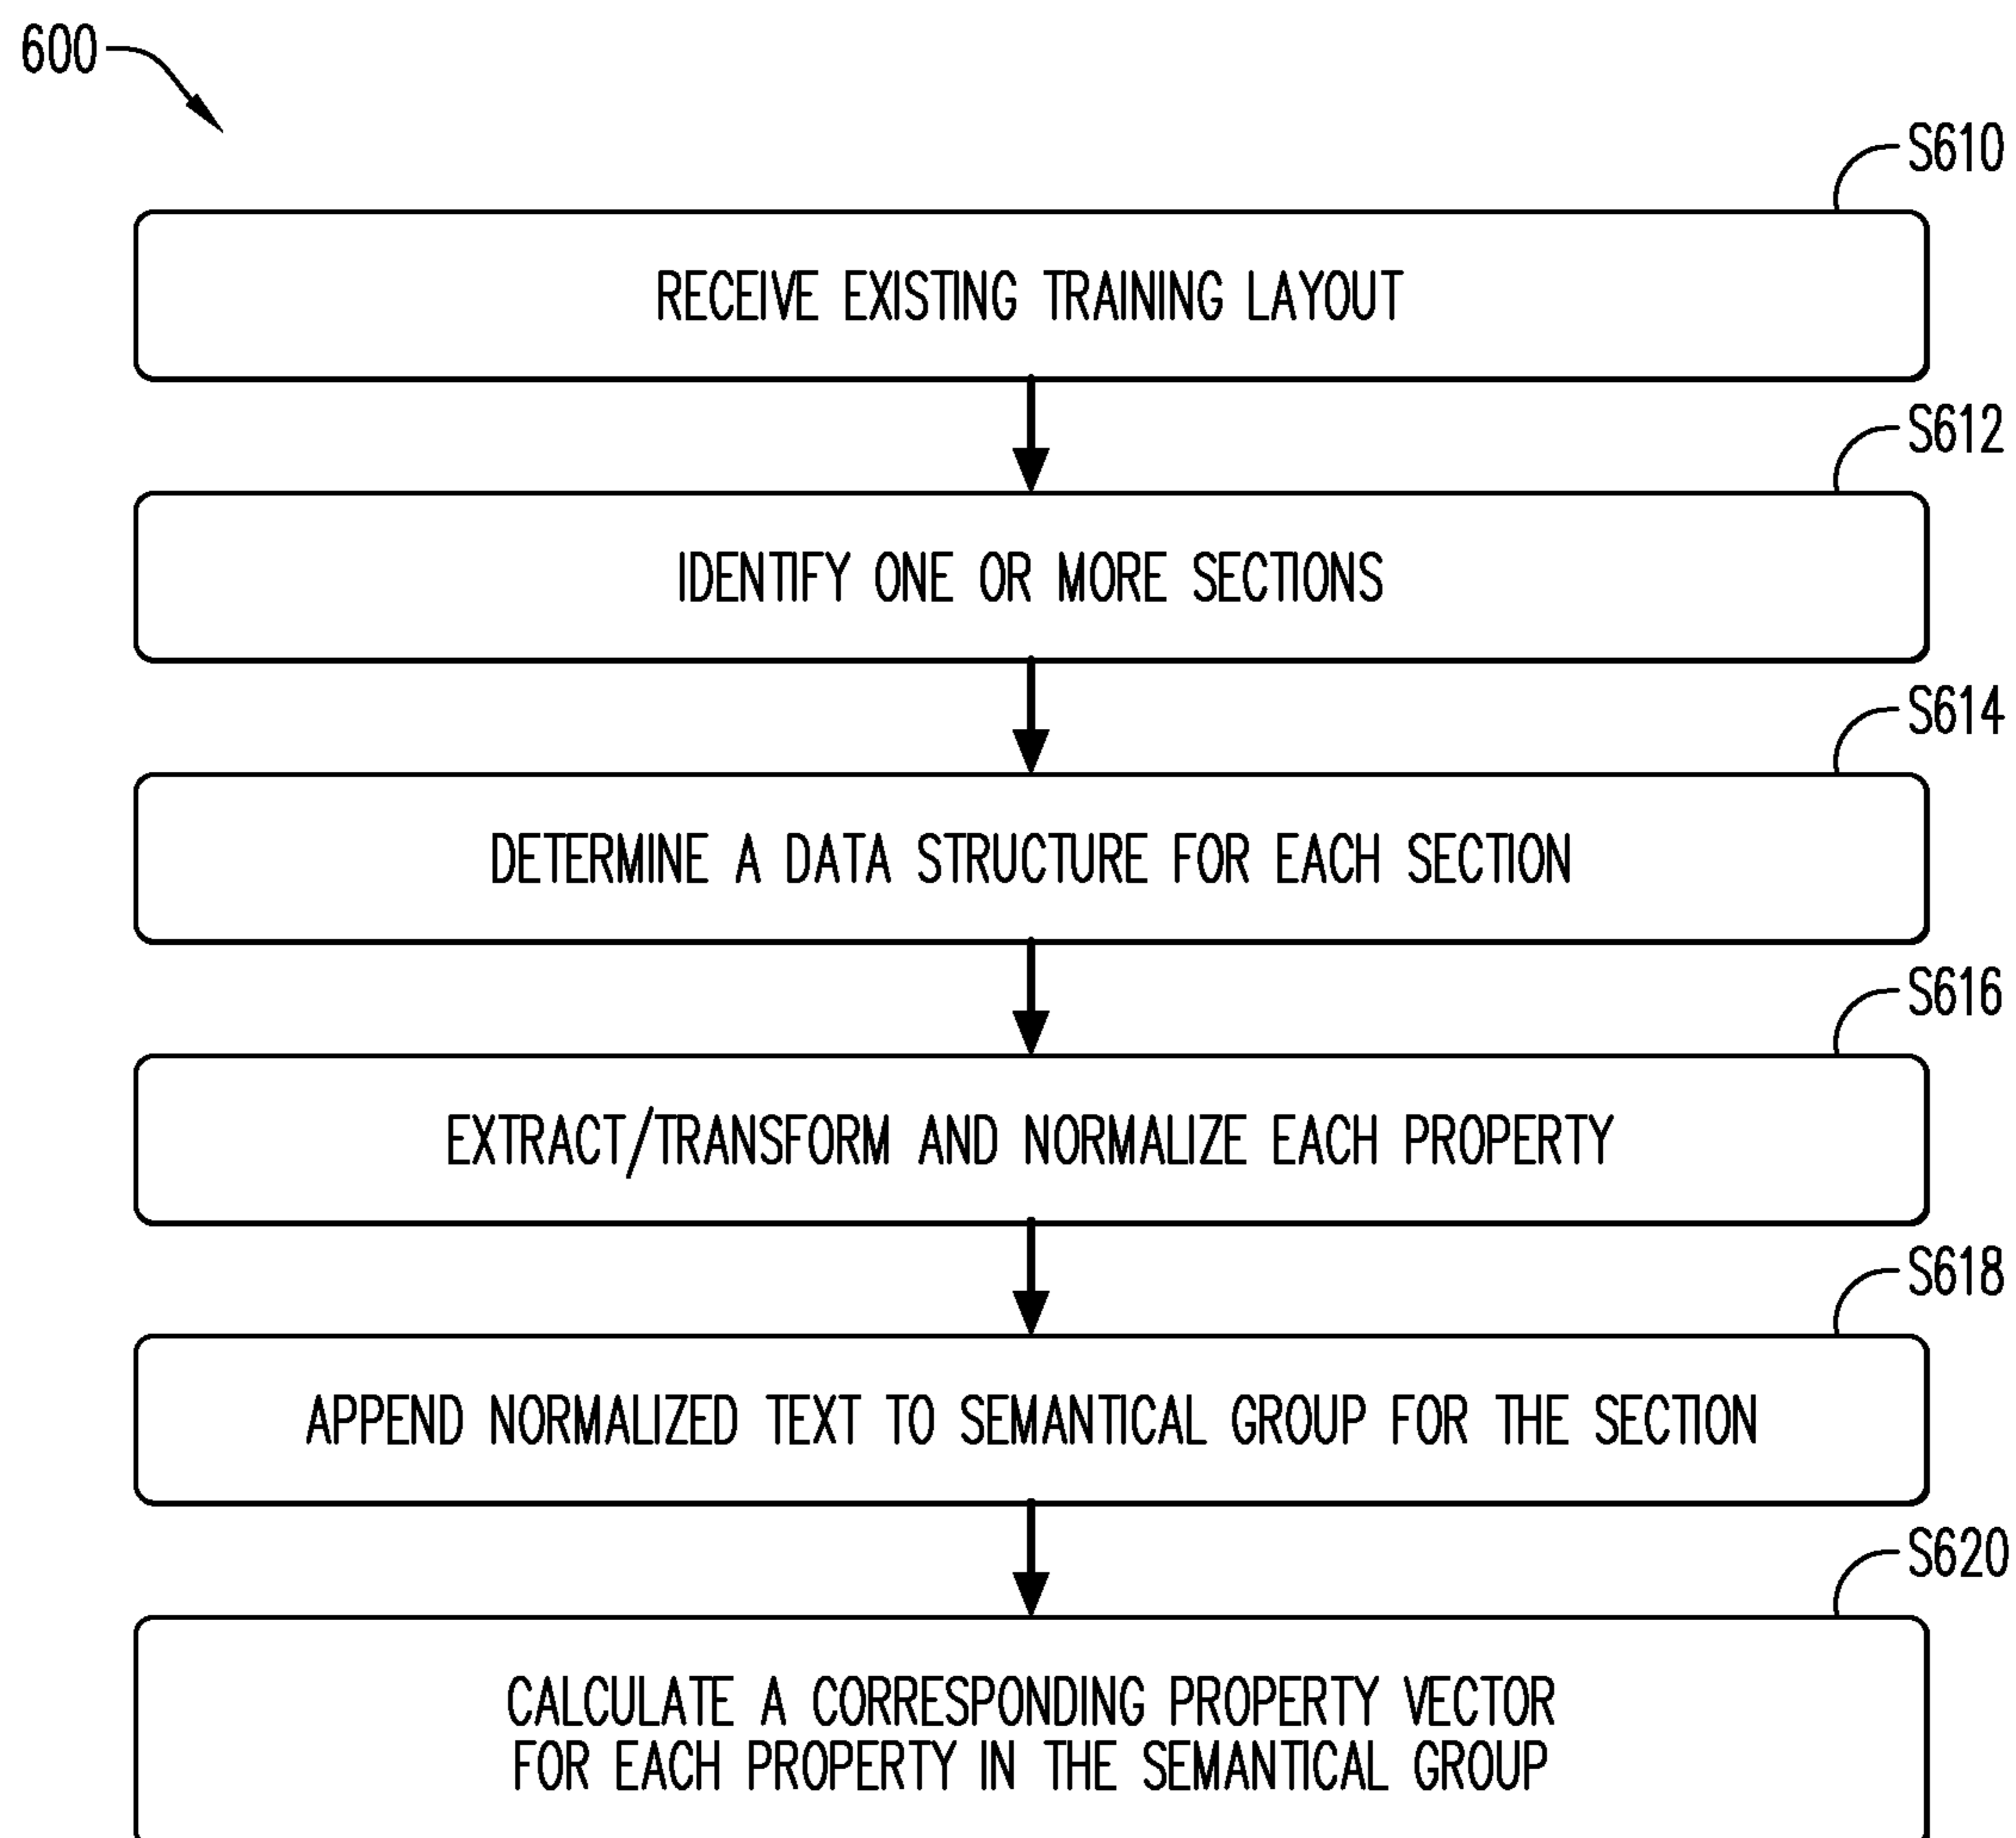 600
S610
RECEIVE EXISTING TRAINING LAYOUT
S612
IDENTIFY ONE OR MORE SECTIONS
S614
DETERMINE A DATA STRUCTURE FOR EACH SECTION
S616
EXTRACT/TRANSFORM AND NORMALIZE EACH PROPERTY
S618
APPEND NORMALIZED TEXT TO SEMANTICAL GROUP FOR THE SECTION
S620
CALCULATE A CORRESPONDING PROPERTY VECTOR
FOR EACH PROPERTY IN THE SEMANTICAL GROUP